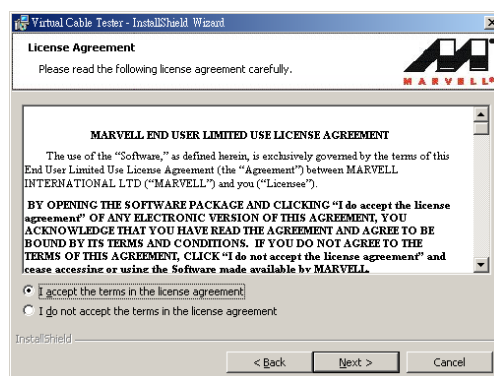 Virtual Cable Tester - InstallShield Wizard
License Agreement
Please read the following license agreement carefully.
MARVELL®
MARVELL END USER LIMITED USE LICENSE AGREEMENT
The use of the “Software,” as defined herein, is exclusively governed by the terms of this
End User Limited Use License Agreement (the “Agreement”) between MARVELL
INTERNATIONAL LTD (“MARVELL”) and you (“Licensee”).
BY OPENING THE SOFTWARE PACKAGE AND CLICKING “I do accept the license
agreement” OF ANY ELECTRONIC VERSION OF THIS AGREEMENT, YOU
ACKNOWLEDGE THAT YOU HAVE READ THE AGREEMENT AND AGREE TO BE
BOUND BY ITS TERMS AND CONDITIONS. IF YOU DO NOT AGREE TO THE
TERMS OF THIS AGREEMENT, CLICK “I do not accept the license agreement” and
cease accessing or using the Software made available by MARVELL.
I accept the terms in the license agreement
I do not accept the terms in the license agreement
InstallShield
< Back Next > Cancel